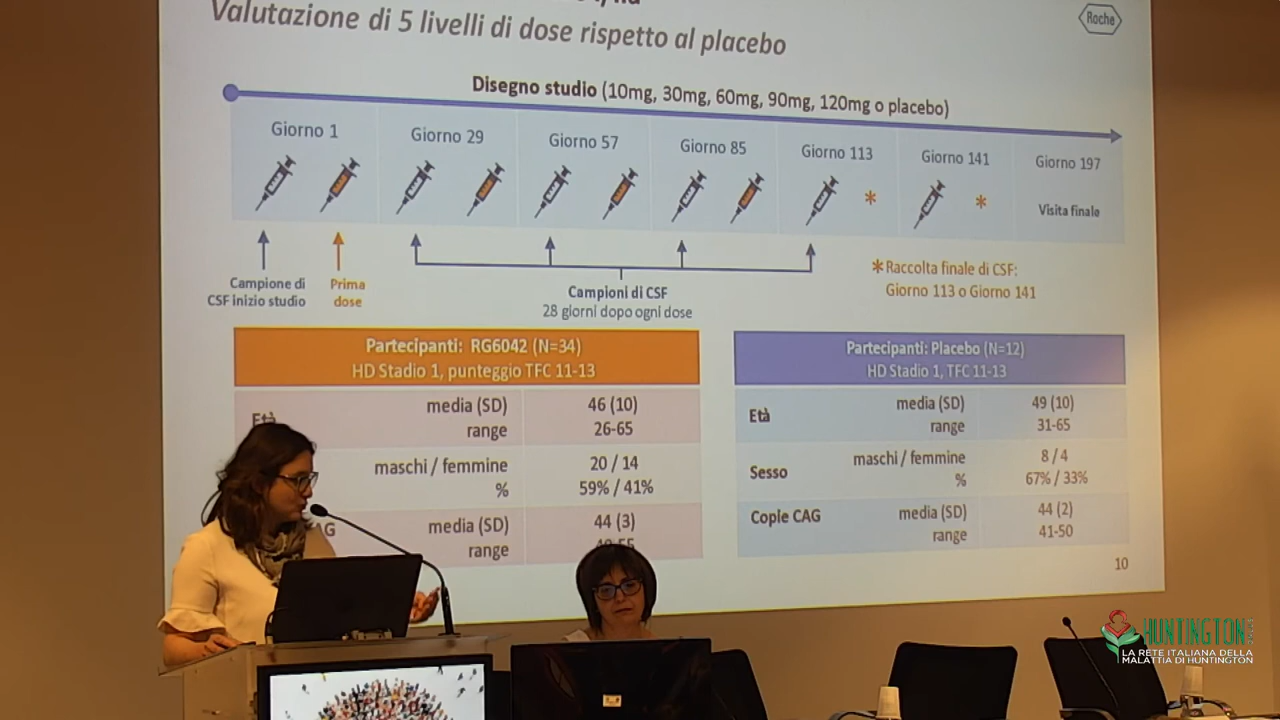 Valutazione di 5 livelli di dose rispetto al placebo
Roche
Disegno studio (10mg, 30mg, 60mg, 90mg, 120mg o placebo)
Giorno 1
Giorno 29
Giorno 57
Giorno 85
Giorno 113
Giorno 141
Giorno 197
*
*
Visita finale
Campione di
CSF inizio studio
Prima
dose
Campioni di CSF
28 giorni dopo ogni dose
*Raccolta finale di CSF:
Giorno 113 o Giorno 141
Partecipanti: RG6042 (N=34)
HD Stadio 1, punteggio TFC 11-13
Età
media (SD)
46 (10)
range
26-65
maschi / femmine
20 / 14
%
59% / 41%
AG
media (SD)
44 (3)
range
Partecipanti: Placebo (N=12)
HD Stadio 1, TFC 11-13
Età
media (SD)
49 (10)
range
31-65
Sesso
maschi / femmine
8 / 4
%
67% / 33%
Copie CAG
media (SD)
44 (2)
range
41-50
10
HUNTINGTON
LA RETE ITALIANA DELLA
MALATTIA DI HUNTINGTON